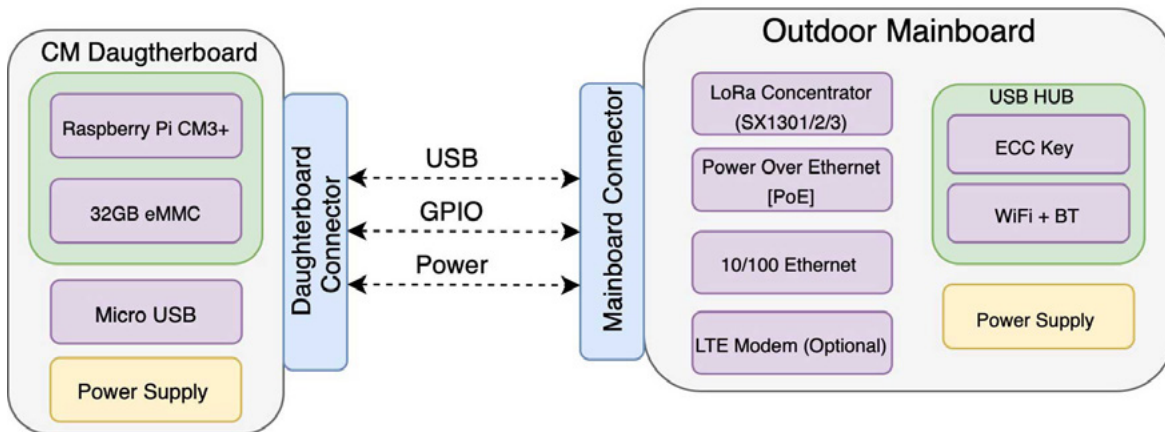 CM Daugtherboard
Raspberry Pi CM3+
32GB eMMC
Micro USB
Power Supply
Daughterboard
Connector
USB
GPIO
Power
Mainboard Connector
Outdoor Mainboard
LoRa Concentrator
(SX1301/2/3)
Power Over Ethernet
[PoE]
10/100 Ethernet
LTE Modem (Optional)
USB HUB
ECC Key
WiFi + BT
Power Supply